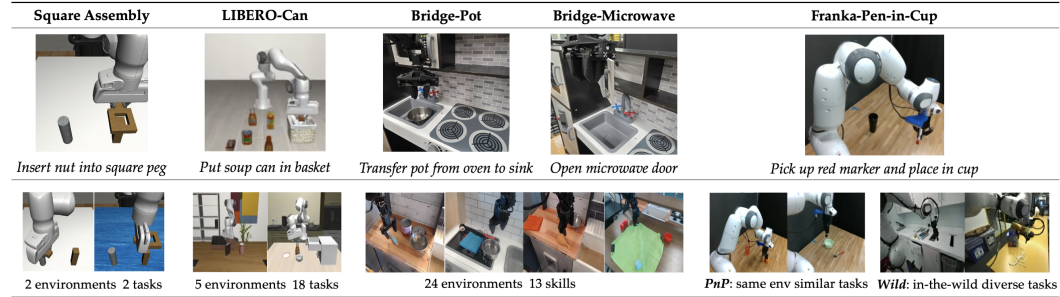 Square Assembly
LIBERO-Can
Bridge-Pot
Bridge-Microwave
Franka-Pen-in-Cup
Insert nut into square peg
Put soup can in basket
Transfer pot from oven to sink
Open microwave door
Pick up red marker and place in cup
2 environments 2 tasks
5 environments 18 tasks
24 environments 13 skills
PnP: same env similar tasks
Wild: in-the-wild diverse tasks